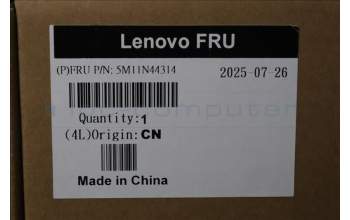 Lenovo FRU
(P)FRU P/N: 5M11N44314 2025-07-26
Quantity:1
(4L)Origin:CN
Made in China